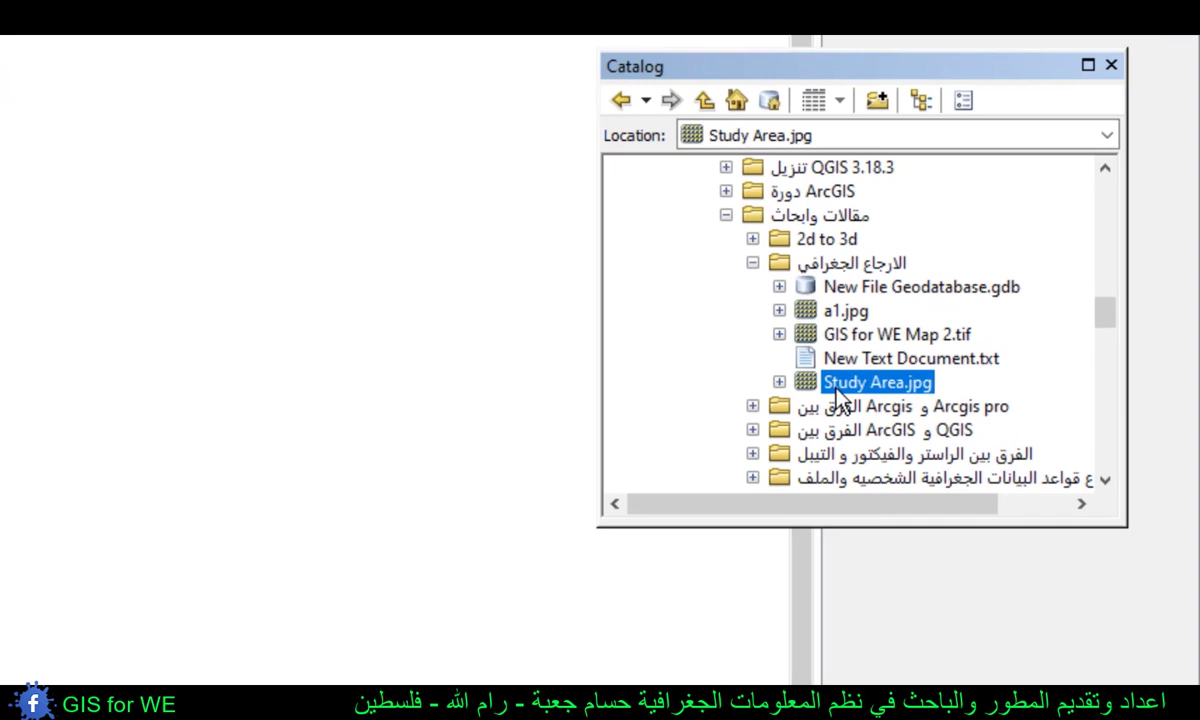 Catalog
Location: Study Area.jpg
تنزيل QGIS 3.18.3
دورة ArcGIS
مقالات وابحاث
2d to 3d
الارجاع الجغرافي
New File Geodatabase.gdb
a1.jpg
GIS for WE Map 2.tif
New Text Document.txt
Study Area.jpg
الفرق بين Arcgis و Arcgis pro
الفرق بين ArcGIS و QGIS
الفرق بين الراستر والفيكتور و التيبل
ع قواعد البيانات الجغرافية الشخصيه والملف
GIS for WE
اعداد وتقديم المطور والباحث في نظم المعلومات الجغرافية حسام جعبة - رام الله - فلسطين